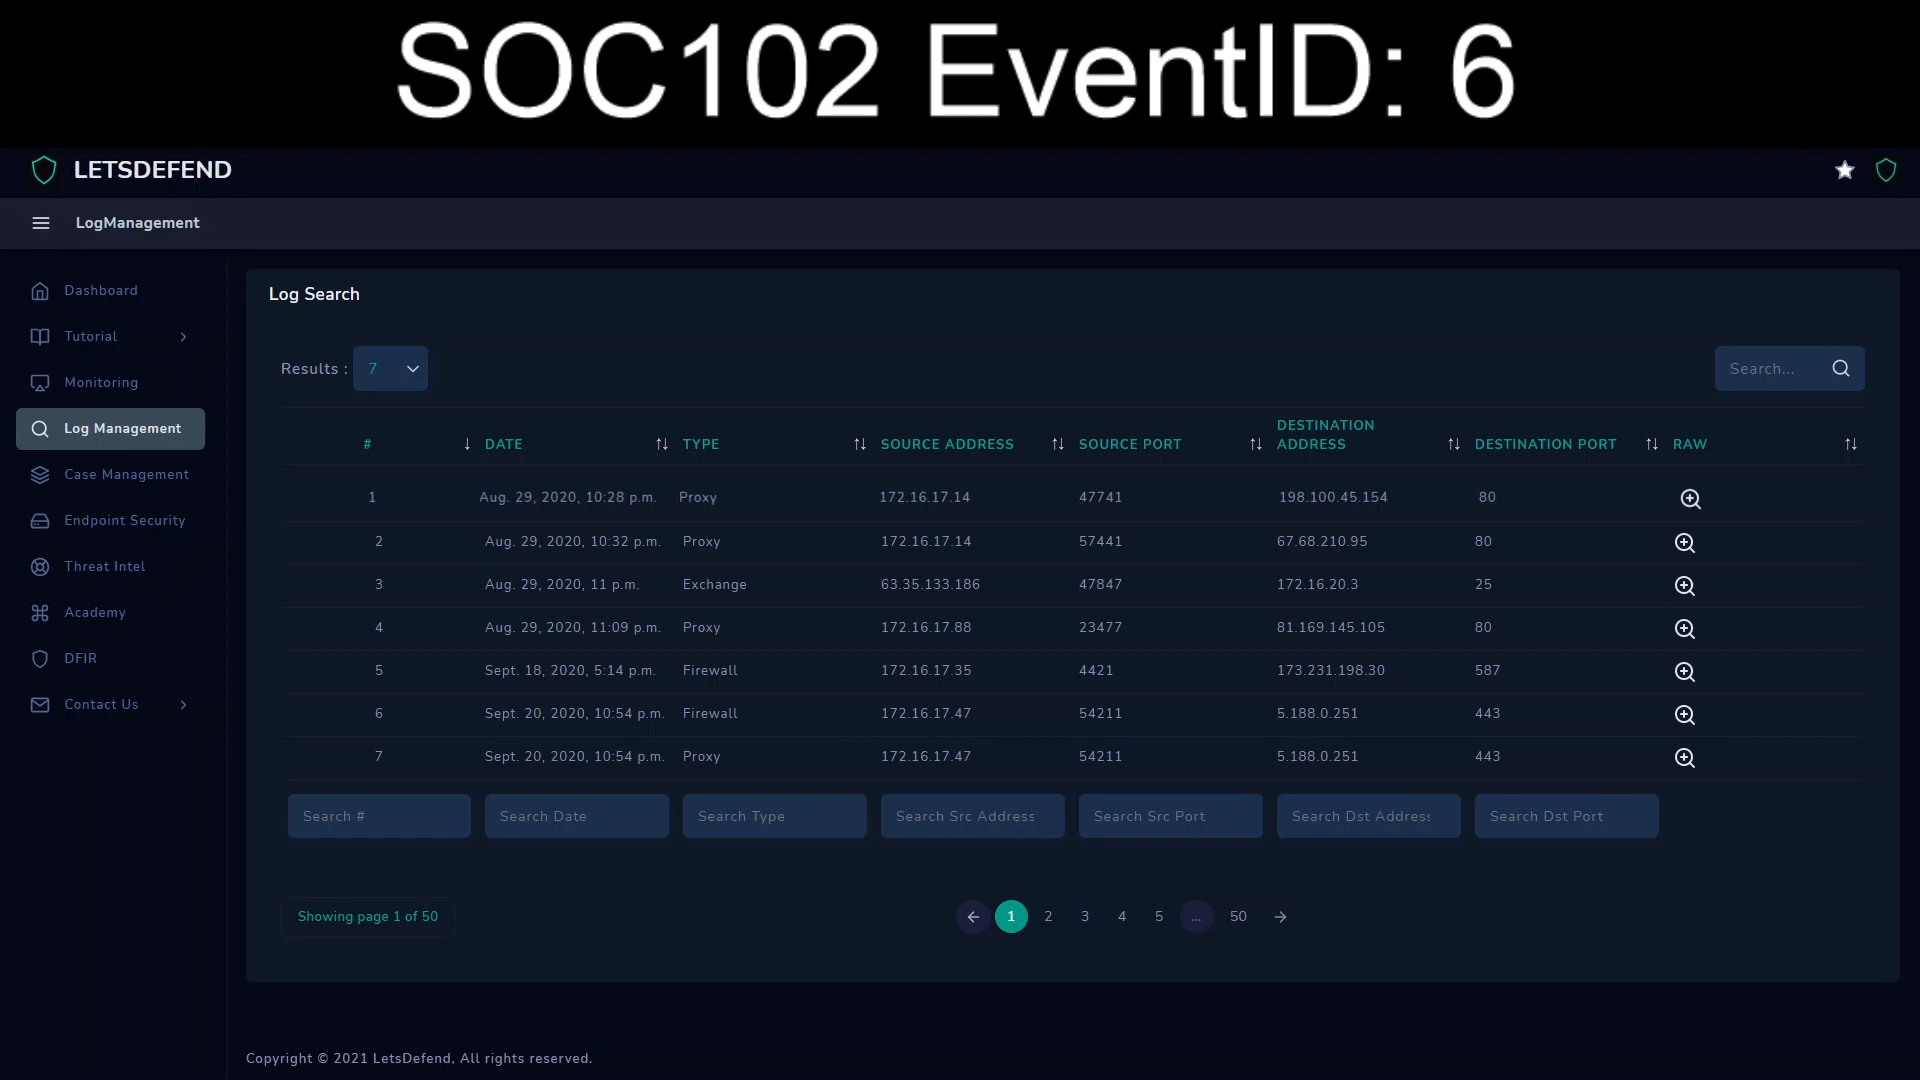 SOC102 EventID: 6
LETSDEFEND
LogManagement
Dashboard
Tutorial
Monitoring
Log Management
Case Management
Endpoint Security
Threat Intel
Academy
DFIR
Contact Us
Log Search
Results : 7
Search...
# DATE TYPE SOURCE ADDRESS SOURCE PORT DESTINATION ADDRESS DESTINATION PORT RAW
1 Aug. 29, 2020, 10:28 p.m. Proxy 172.16.17.14 47741 198.100.45.154 80
2 Aug. 29, 2020, 10:32 p.m. Proxy 172.16.17.14 57441 67.68.210.95 80
3 Aug. 29, 2020, 11 p.m. Exchange 63.35.133.186 47847 172.16.20.3 25
4 Aug. 29, 2020, 11:09 p.m. Proxy 172.16.17.88 23477 81.169.145.105 80
5 Sept. 18, 2020, 5:14 p.m. Firewall 172.16.17.35 4421 173.231.198.30 587
6 Sept. 20, 2020, 10:54 p.m. Firewall 172.16.17.47 54211 5.188.0.251 443
7 Sept. 20, 2020, 10:54 p.m. Proxy 172.16.17.47 54211 5.188.0.251 443
Search # Search Date Search Type Search Src Address Search Src Port Search Dst Address Search Dst Port
Showing page 1 of 50
1 2 3 4 5 ... 50
Copyright © 2021 LetsDefend, All rights reserved.